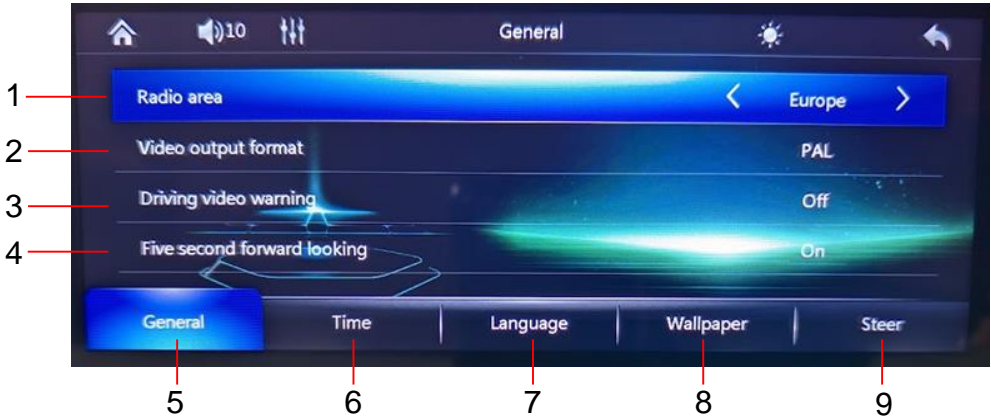 10 General
1 Radio area Europe
2 Video output format PAL
3 Driving video warning Off
4 Five second forward looking On
General Time Language Wallpaper Steer
5 6 7 8 9